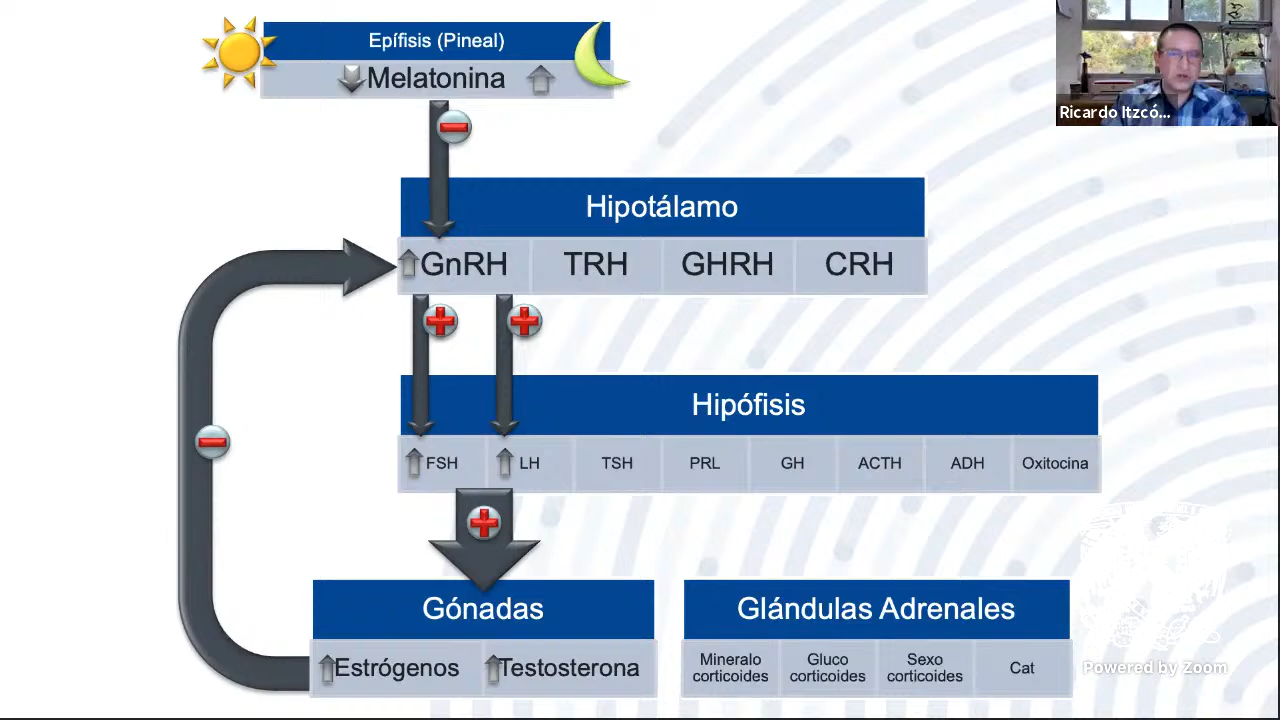 Epífisis (Pineal)
Melatonina
Ricardo Itzcó...
Hipotálamo
GnRH TRH GHRH CRH
Hipófisis
FSH LH TSH PRL GH ACTH ADH Oxitocina
Gónadas
Estrógenos Testosterona
Glándulas Adrenales
Mineralo
corticoides
Gluco
corticoides
Sexo
corticoides
Cat
Powered by Zoom